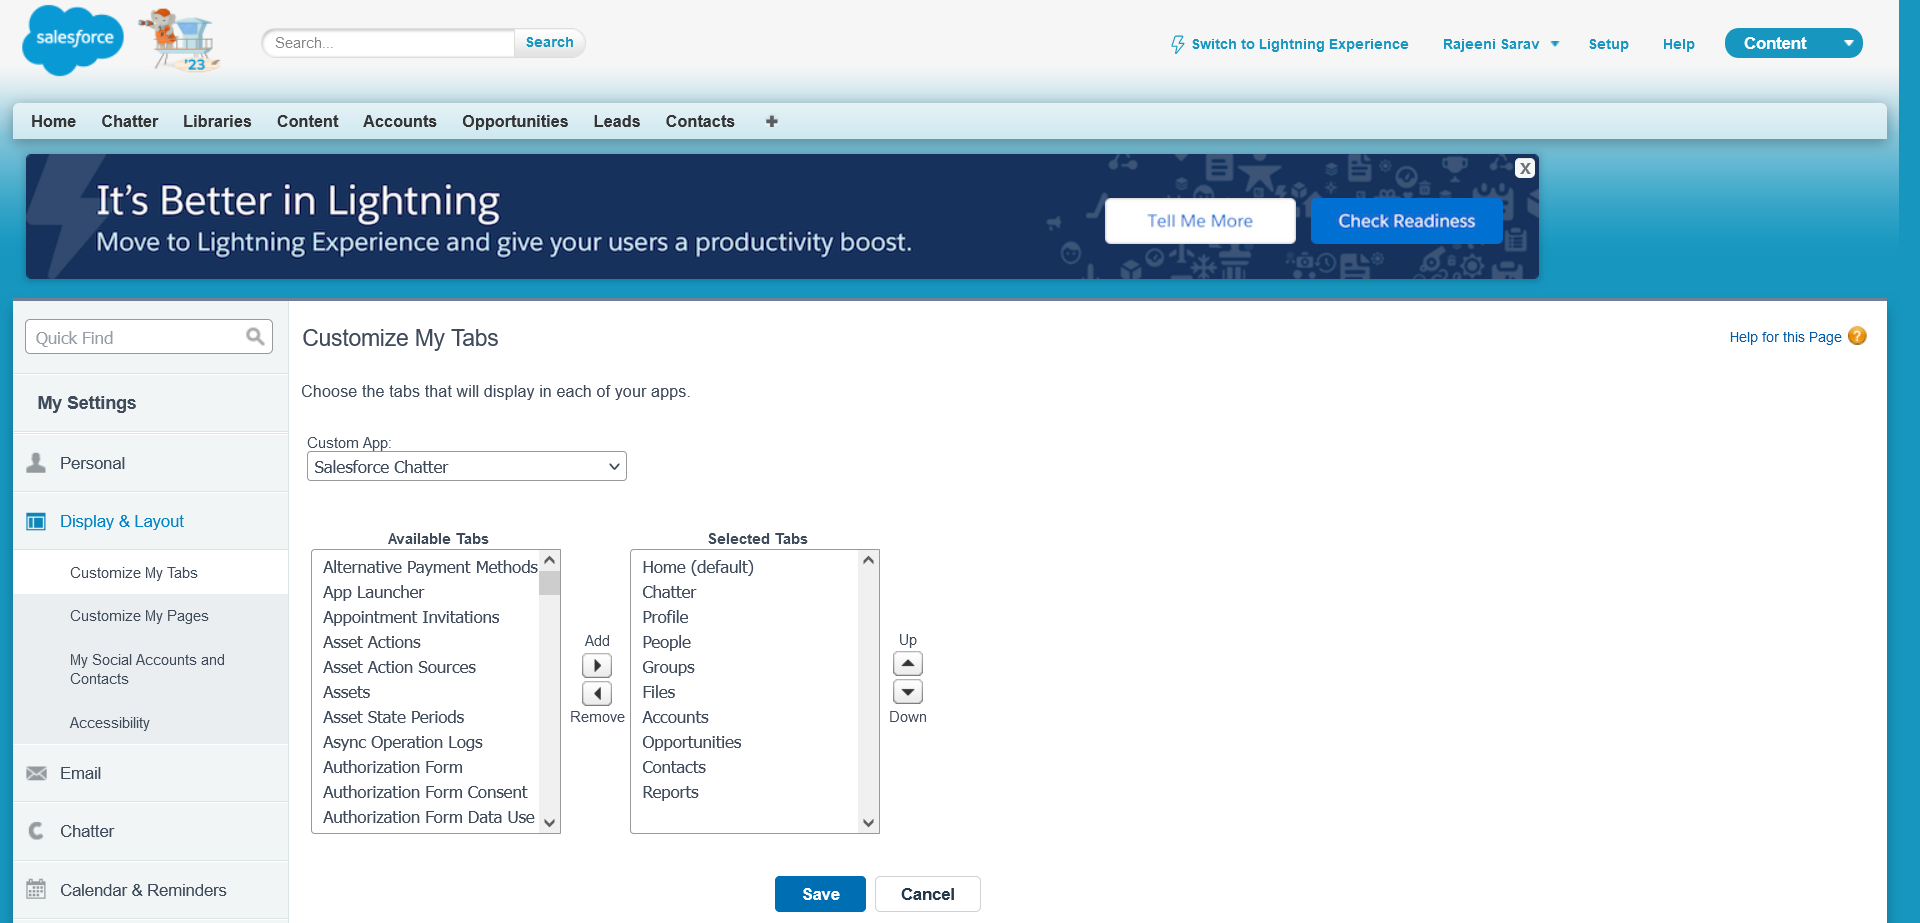 salesforce
'23
Search...
Search
Switch to Lightning Experience
Rajeeni Sarav
Setup
Help
Content
Home
Chatter
Libraries
Content
Accounts
Opportunities
Leads
Contacts
It's Better in Lightning
Move to Lightning Experience and give your users a productivity boost.
Tell Me More
Check Readiness
X
Quick Find
My Settings
Personal
Display & Layout
Customize My Tabs
Customize My Pages
My Social Accounts and
Contacts
Accessibility
Email
Chatter
Calendar & Reminders
Customize My Tabs
Help for this Page
Choose the tabs that will display in each of your apps.
Custom App:
Salesforce Chatter
Available Tabs
Alternative Payment Methods
App Launcher
Appointment Invitations
Asset Actions
Asset Action Sources
Assets
Asset State Periods
Async Operation Logs
Authorization Form
Authorization Form Consent
Authorization Form Data Use
Add
Remove
Selected Tabs
Home (default)
Chatter
Profile
People
Groups
Files
Accounts
Opportunities
Contacts
Reports
Up
Down
Save
Cancel